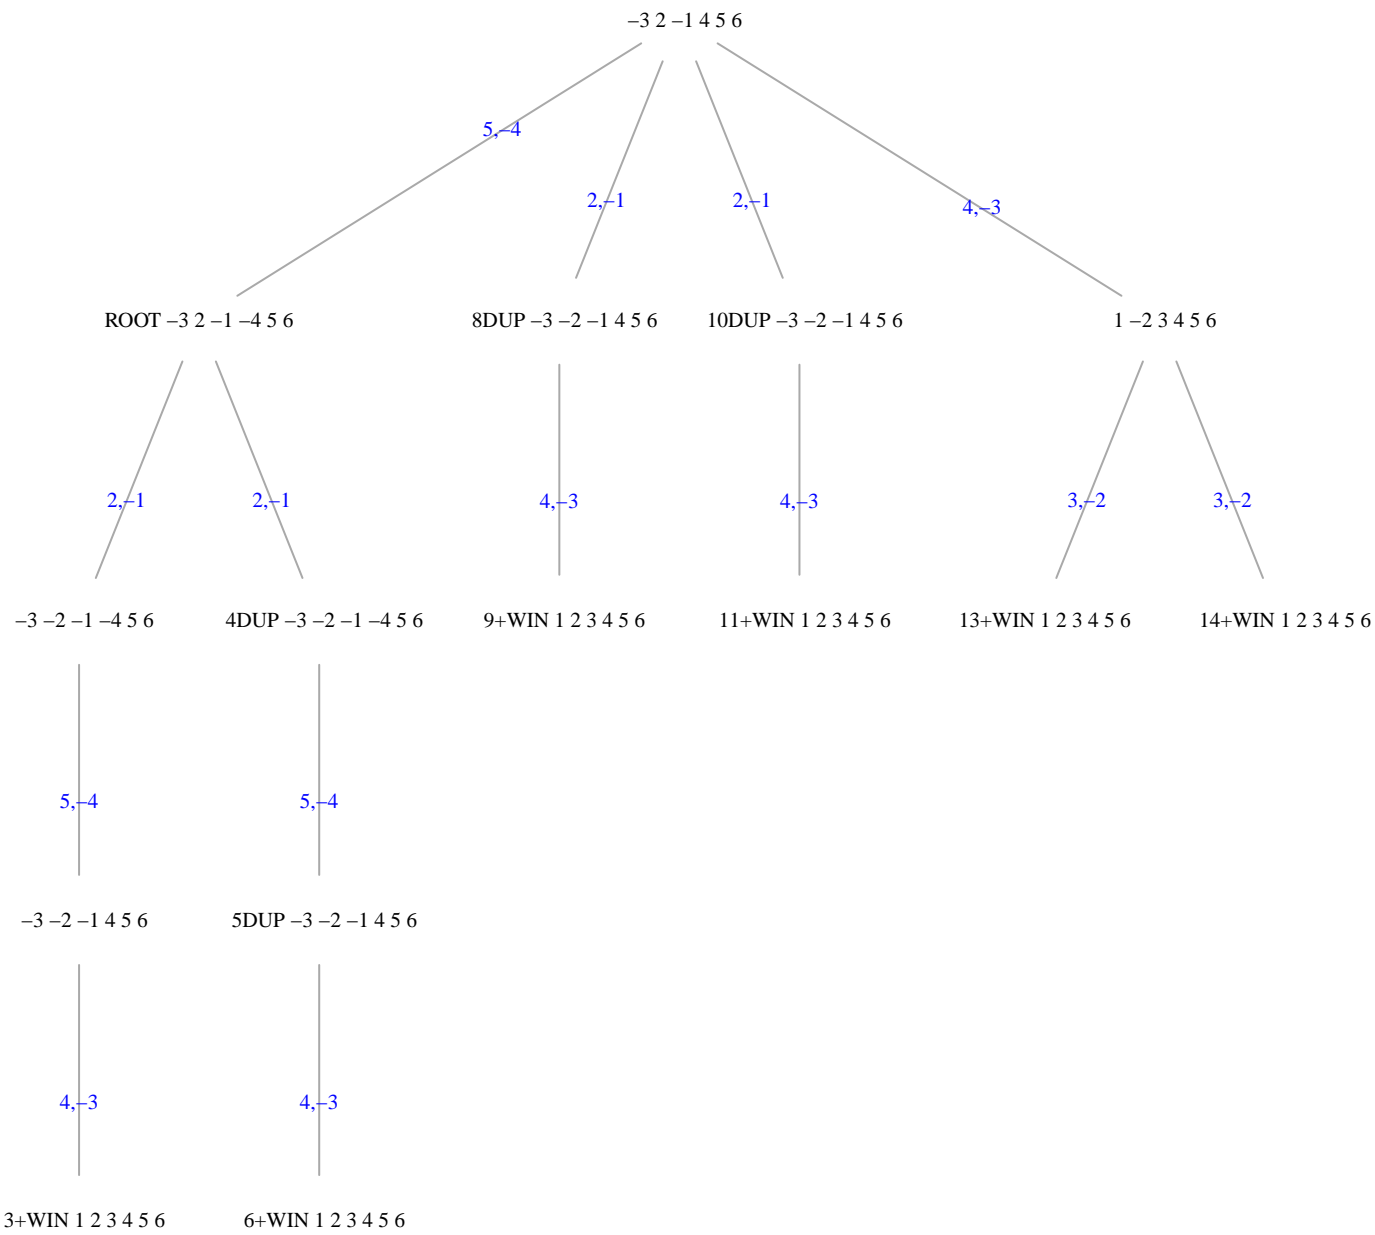 –3 2 –1 4 5 6
5,–4
2,–1
2,–1
4,–3
ROOT –3 2 –1 –4 5 6
8DUP –3 –2 –1 4 5 6
10DUP –3 –2 –1 4 5 6
1 –2 3 4 5 6
2,–1
2,–1
4,–3
4,–3
3,–2
3,–2
–3 –2 –1 –4 5 6
4DUP –3 –2 –1 –4 5 6
9+WIN 1 2 3 4 5 6
11+WIN 1 2 3 4 5 6
13+WIN 1 2 3 4 5 6
14+WIN 1 2 3 4 5 6
5,–4
5,–4
–3 –2 –1 4 5 6
5DUP –3 –2 –1 4 5 6
4,–3
4,–3
3+WIN 1 2 3 4 5 6
6+WIN 1 2 3 4 5 6